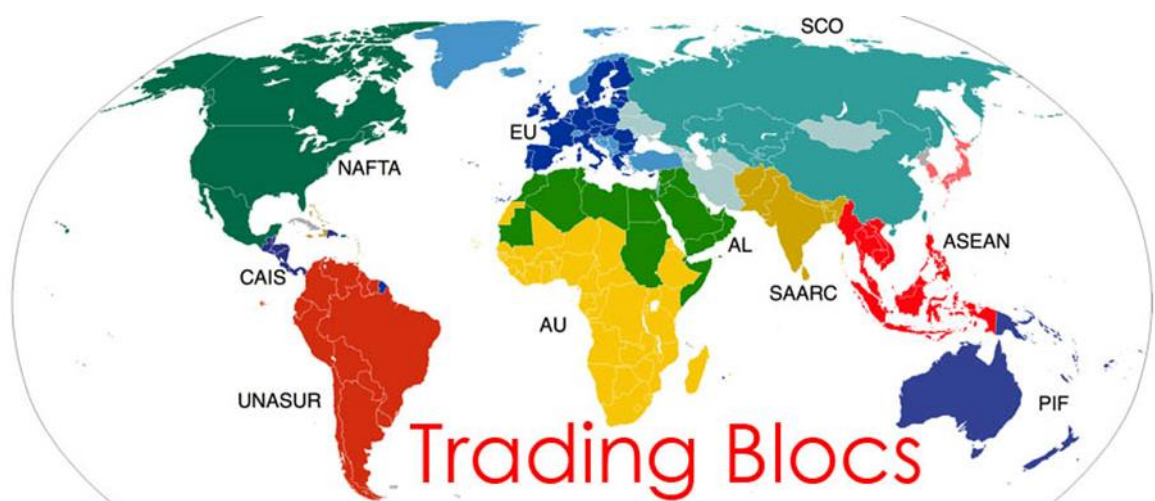 SCO
EU
NAFTA
AL
ASEAN
CAIS
SAARC
AU
UNASUR
PIF
Trading Blocs